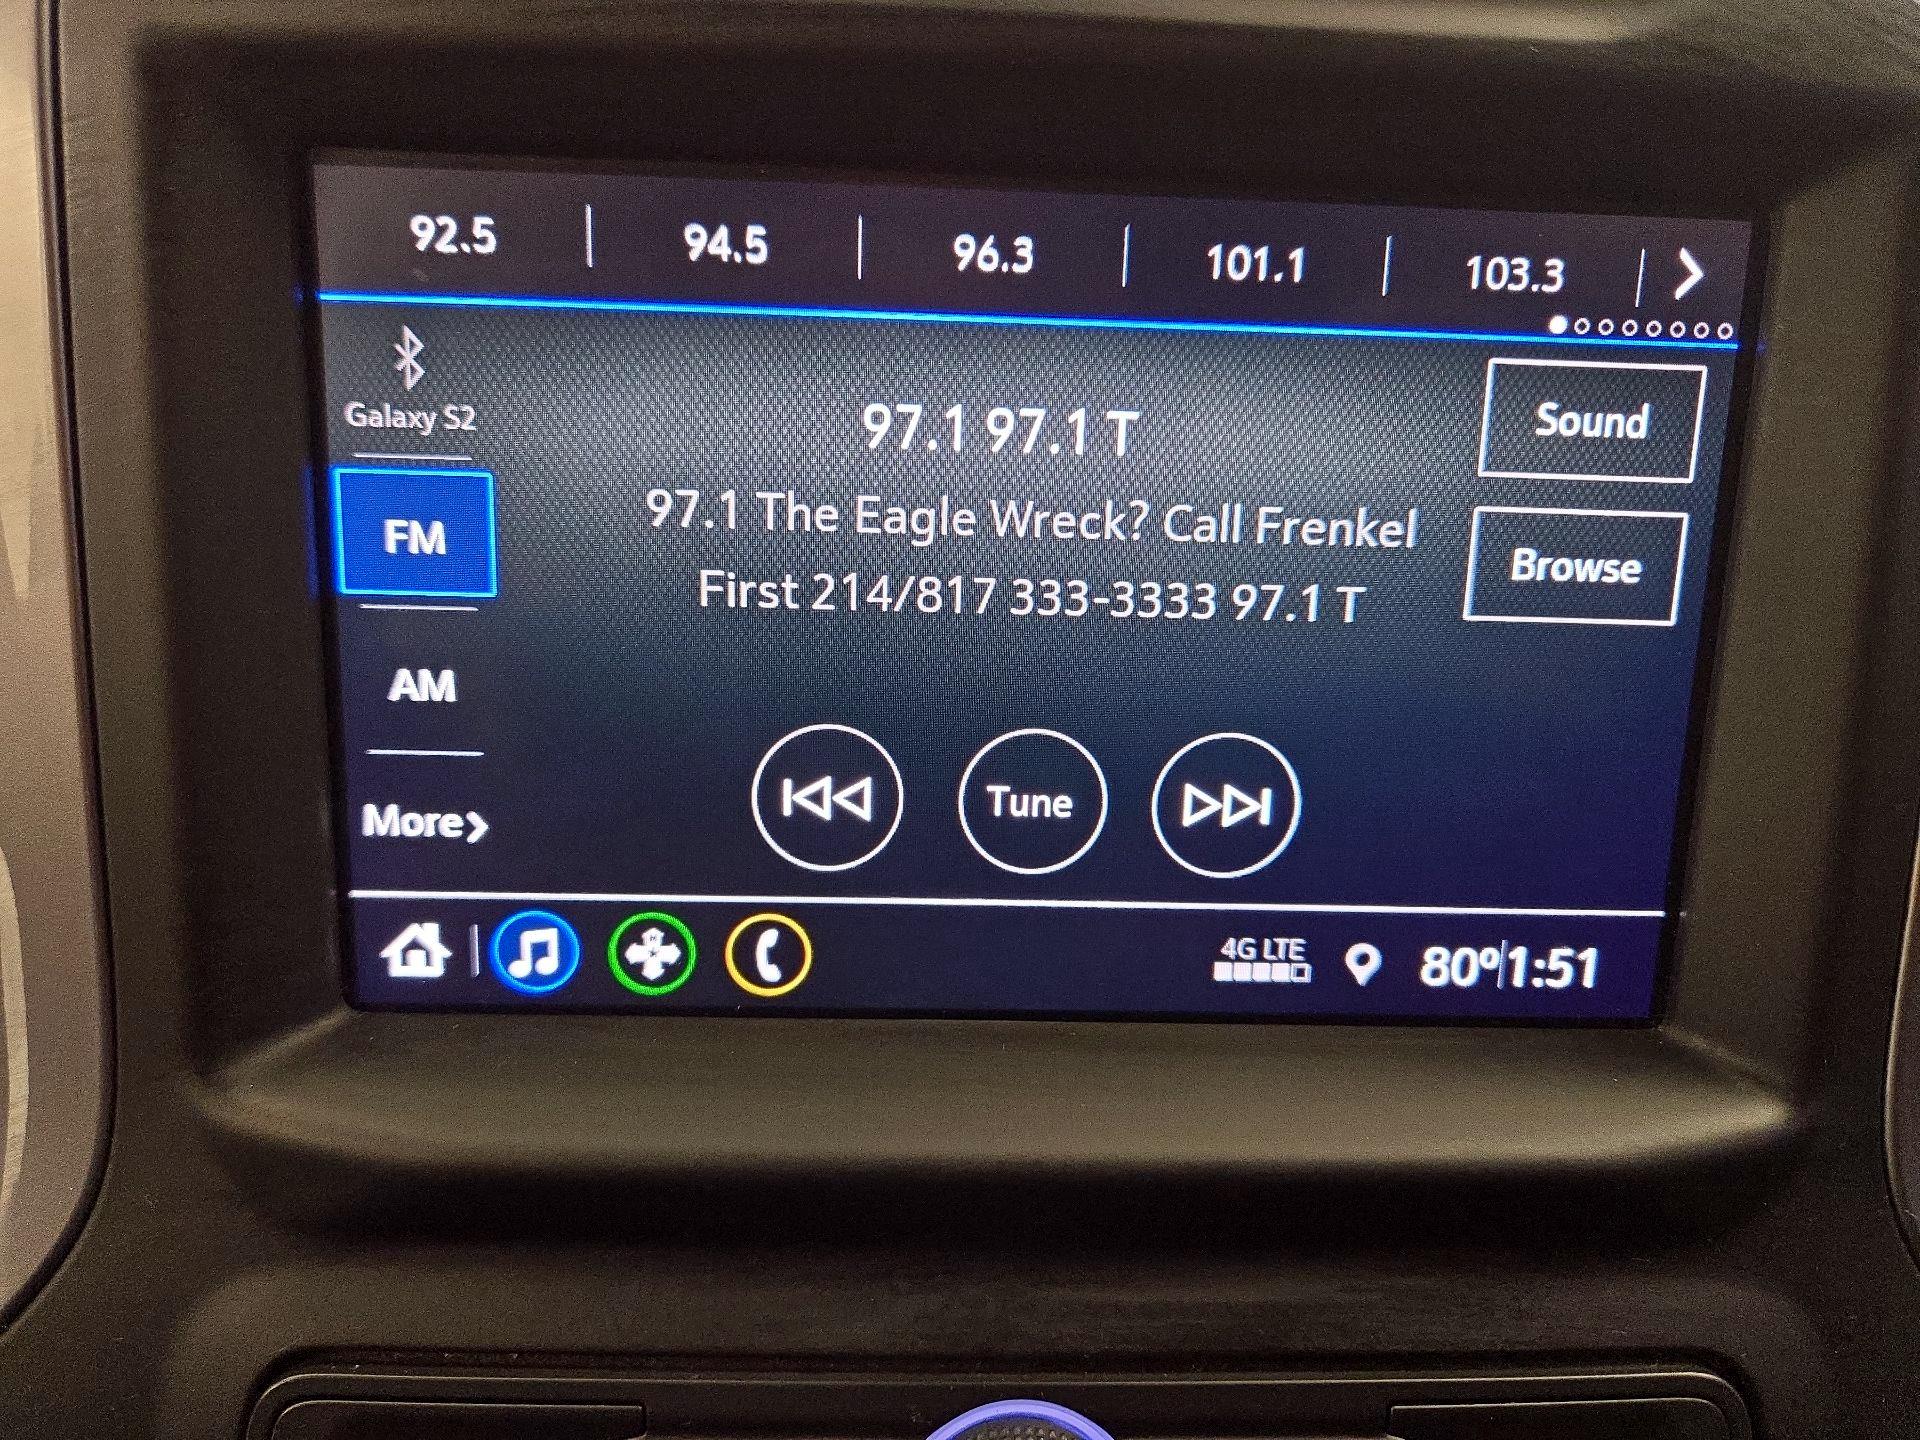 92.5 94.5 96.3 101.1 103.3
Galaxy S2
97.1 97.1 T
Sound
97.1 The Eagle Wreck? Call Frenkel
FM
Browse
First 214/817 333-3333 97.1 T
AM
Tune
More
4G LTE
80° 1:51